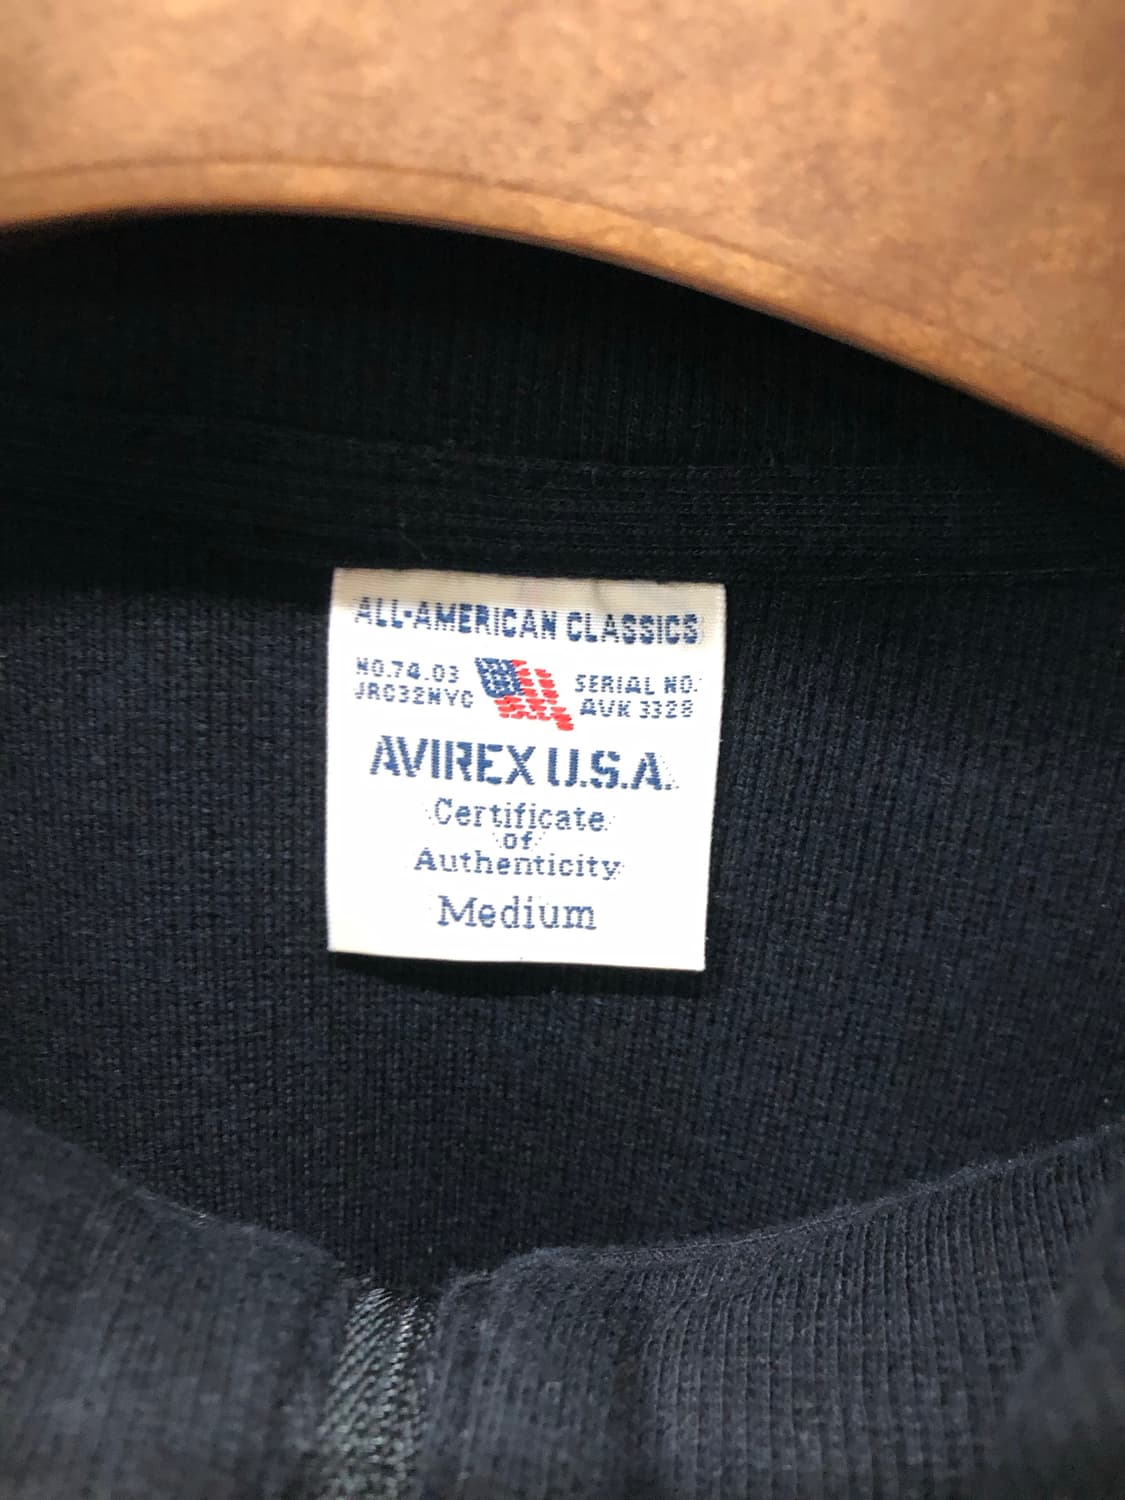 ALL-AMERICAN CLASSICS
NO.74.03
JRC32NYC
SERIAL NO.
AVK 3328
AVIREX U.S.A.
Certificate
of
Authenticity
Medium